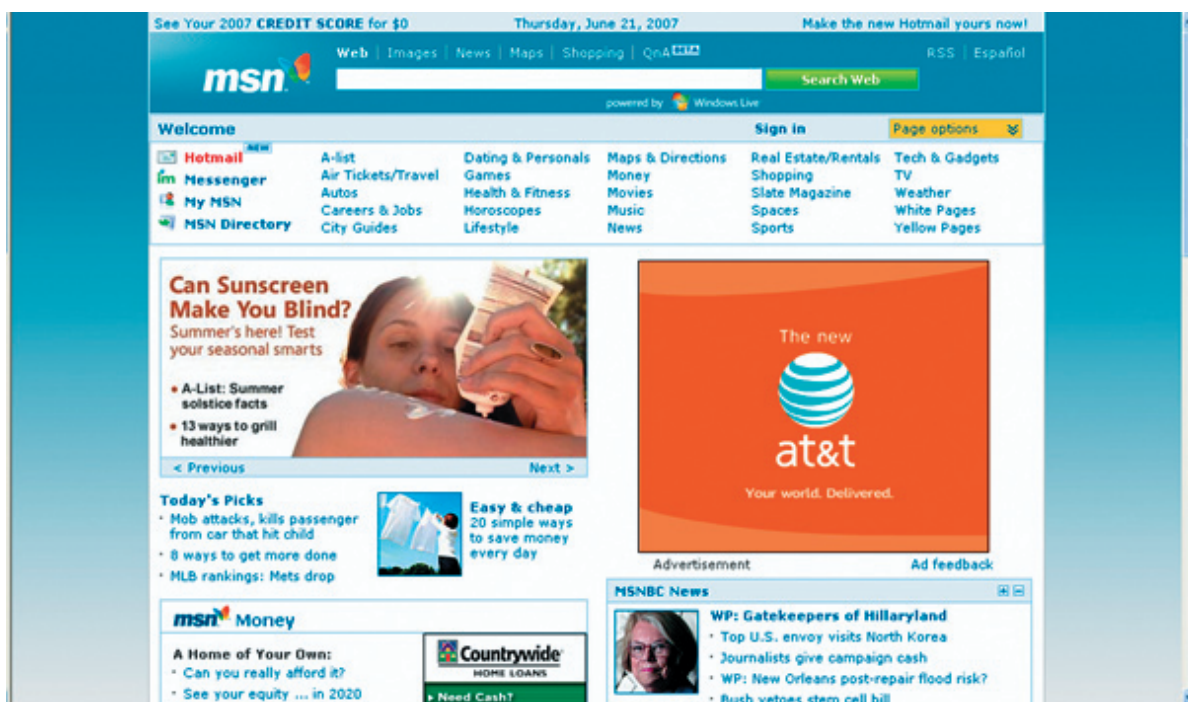 See Your 2007 CREDIT SCORE for $0
Thursday, June 21, 2007
Make the new Hotmail yours now!
msn
Web | Images | News | Maps | Shopping | QnA BETA
RSS | Español
Search Web
powered by Windows Live
Welcome
Sign in
Page options
Hotmail NEW
Messenger
My MSN
MSN Directory
A-list
Air Tickets/Travel
Autos
Careers & Jobs
City Guides
Dating & Personals
Games
Health & Fitness
Horoscopes
Lifestyle
Maps & Directions
Money
Movies
Music
News
Real Estate/Rentals
Shopping
Slate Magazine
Spaces
Sports
Tech & Gadgets
TV
Weather
White Pages
Yellow Pages
Can Sunscreen
Make You Blind?
Summer's here! Test
your seasonal smarts
• A-List: Summer
solstice facts
• 13 ways to grill
healthier
< Previous
Next >
The new
at&t
Your world. Delivered.
Advertisement
Ad feedback
Today's Picks
· Mob attacks, kills passenger
from car that hit child
· 8 ways to get more done
· MLB rankings: Mets drop
Easy & cheap
20 simple ways
to save money
every day
msn Money
A Home of Your Own:
· Can you really afford it?
· See your equity ... in 2020
Countrywide
HOME LOANS
Need Cash?
MSNBC News
WP: Gatekeepers of Hillaryland
· Top U.S. envoy visits North Korea
· Journalists give campaign cash
· WP: New Orleans post-repair flood risk?
· Bush vetoes stem cell bill